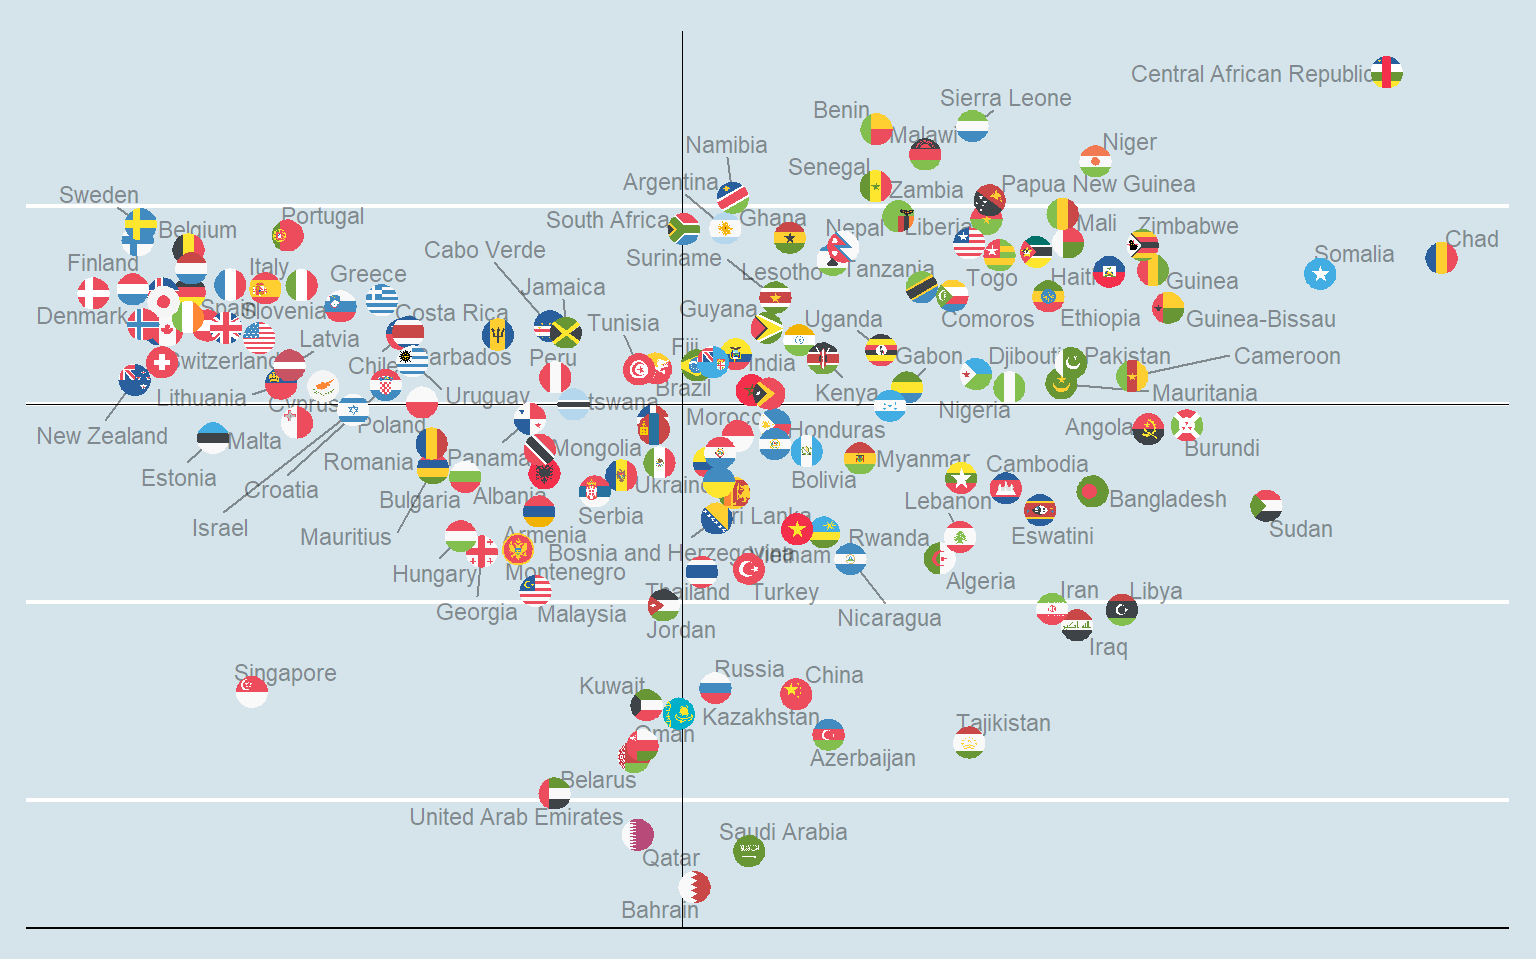 Central African Republic
Sierra Leone
Benin
Malawi
Niger
Namibia
Senegal
Argentina
Zambia
Papua New Guinea
Sweden
Portugal
South Africa
Ghana
Nepal
Liberia
Mali
Zimbabwe
Belgium
Chad
Cabo Verde
Suriname
Somalia
Finland
Italy
Greece
Lesotho
Tanzania
Togo
Haiti
Guinea
Jamaica
Denmark
Spain
Slovenia
Costa Rica
Tunisia
Guyana
Uganda
Comoros
Ethiopia
Guinea-Bissau
Latvia
Fiji
Switzerland
Chile
Barbados
Peru
India
Gabon
Djibouti
Pakistan
Cameroon
Lithuania
Cyprus
Uruguay
Brazil
Kenya
Mauritania
Nigeria
New Zealand
Malta
Poland
Morocco
Honduras
Angola
Burundi
Estonia
Romania
Panama
Mongolia
Myanmar
Cambodia
Croatia
Bulgaria
Albania
Ukraine
Bolivia
Lebanon
Bangladesh
Israel
Serbia
Sri Lanka
Sudan
Mauritius
Armenia
Bosnia and Herzegovina
Vietnam
Rwanda
Eswatini
Hungary
Montenegro
Algeria
Georgia
Malaysia
Thailand
Turkey
Nicaragua
Iran
Libya
Jordan
Iraq
Singapore
Kuwait
Russia
China
Kazakhstan
Oman
Tajikistan
Azerbaijan
Belarus
United Arab Emirates
Saudi Arabia
Qatar
Bahrain